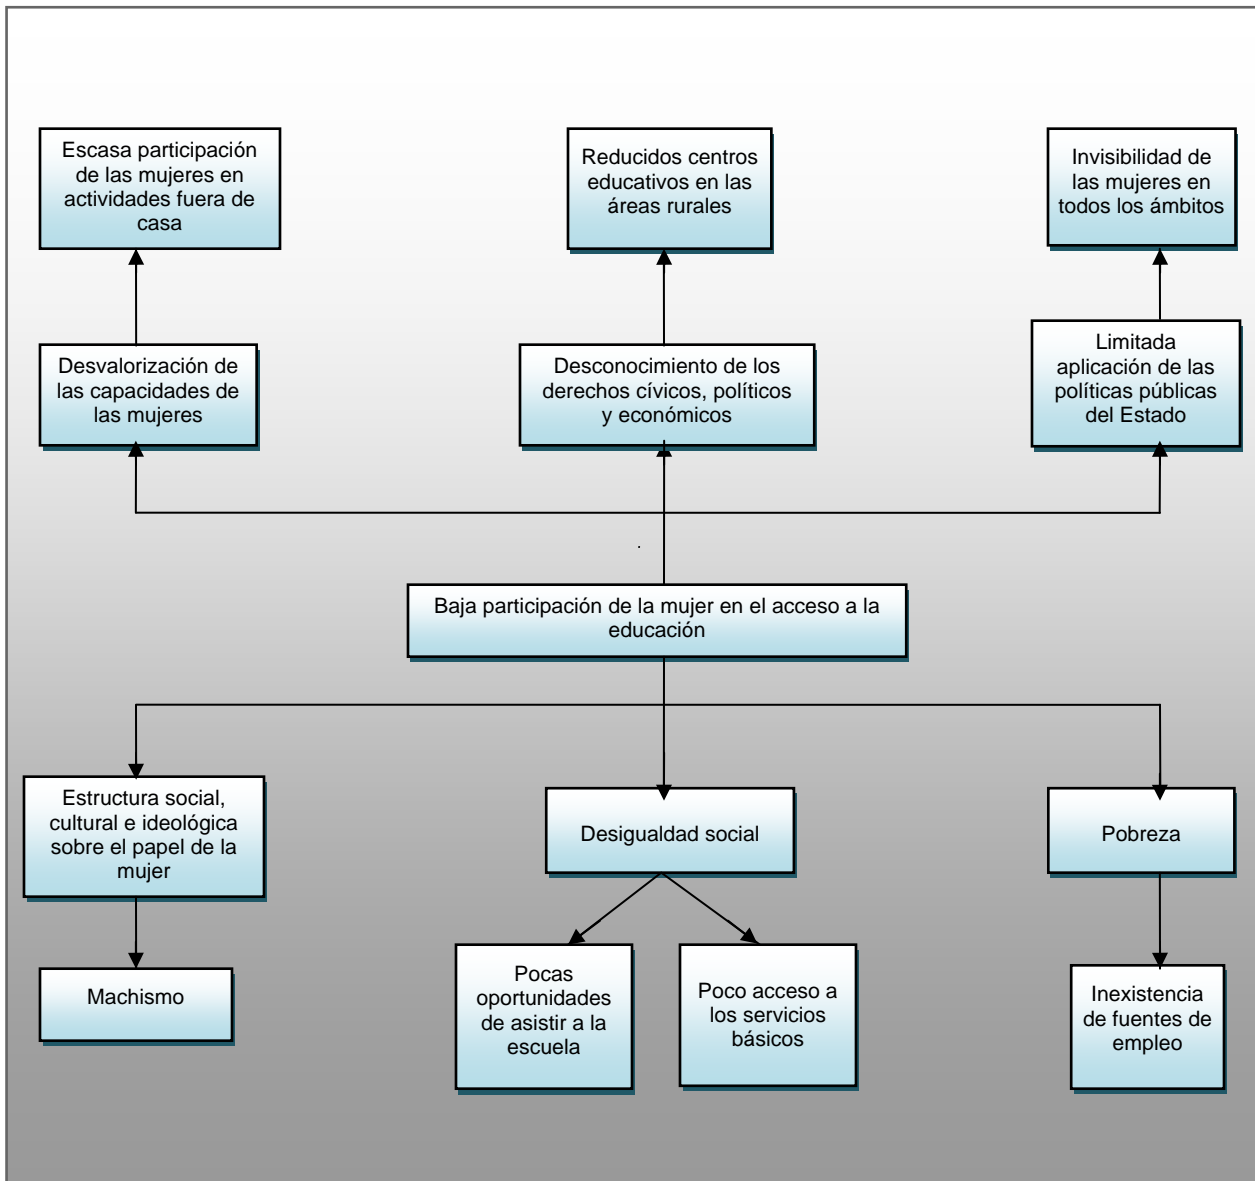 Escasa participación
de las mujeres en
actividades fuera de
casa
Reducidos centros
educativos en las
áreas rurales
Invisibilidad de
las mujeres en
todos los ámbitos
Desvalorización de
las capacidades de
las mujeres
Desconocimiento de los
derechos cívicos, políticos
y económicos
Limitada
aplicación de las
políticas públicas
del Estado
Baja participación de la mujer en el acceso a la
educación
Estructura social,
cultural e ideológica
sobre el papel de la
mujer
Desigualdad social
Pobreza
Machismo
Pocas
oportunidades
de asistir a la
escuela
Poco acceso a
los servicios
básicos
Inexistencia
de fuentes de
empleo